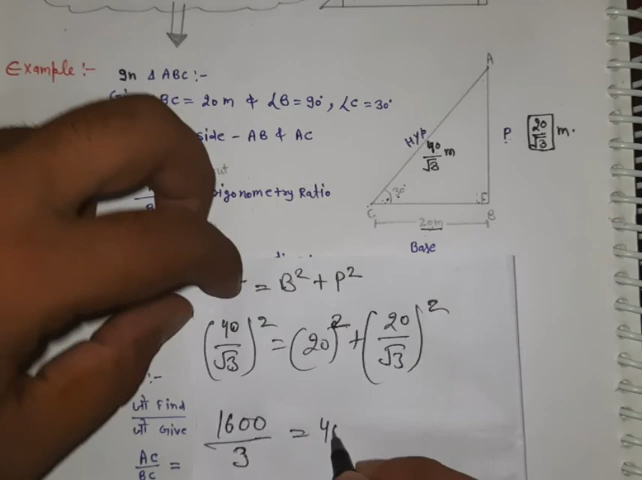 Example :-
In Δ ABC :-
BC = 20m & ∠B = 90°, ∠C = 30°
side - AB & AC
Trigonometry Ratio
A
HYP
40/√3 m
P
20/√3 m.
30°
C
B
20m
Base
= B² + P²
(40/√3)² = (20)² + (20/√3)²
:-
जो Find
जो Give
1600/3 = 4
AC/BC =